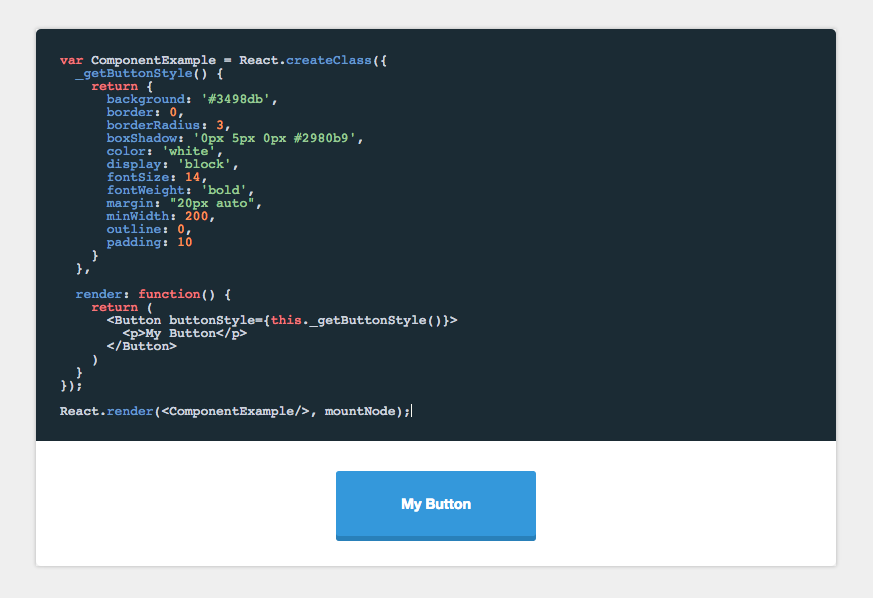 var ComponentExample = React.createClass({
  _getButtonStyle() {
    return {
      background: '#3498db',
      border: 0,
      borderRadius: 3,
      boxShadow: '0px 5px 0px #2980b9',
      color: 'white',
      display: 'block',
      fontSize: 14,
      fontWeight: 'bold',
      margin: "20px auto",
      minWidth: 200,
      outline: 0,
      padding: 10
    }
  },
  render: function() {
    return (
      <Button buttonStyle={this._getButtonStyle()}>
        <p>My Button</p>
      </Button>
    )
  }
});
React.render(<ComponentExample/>, mountNode);
My Button